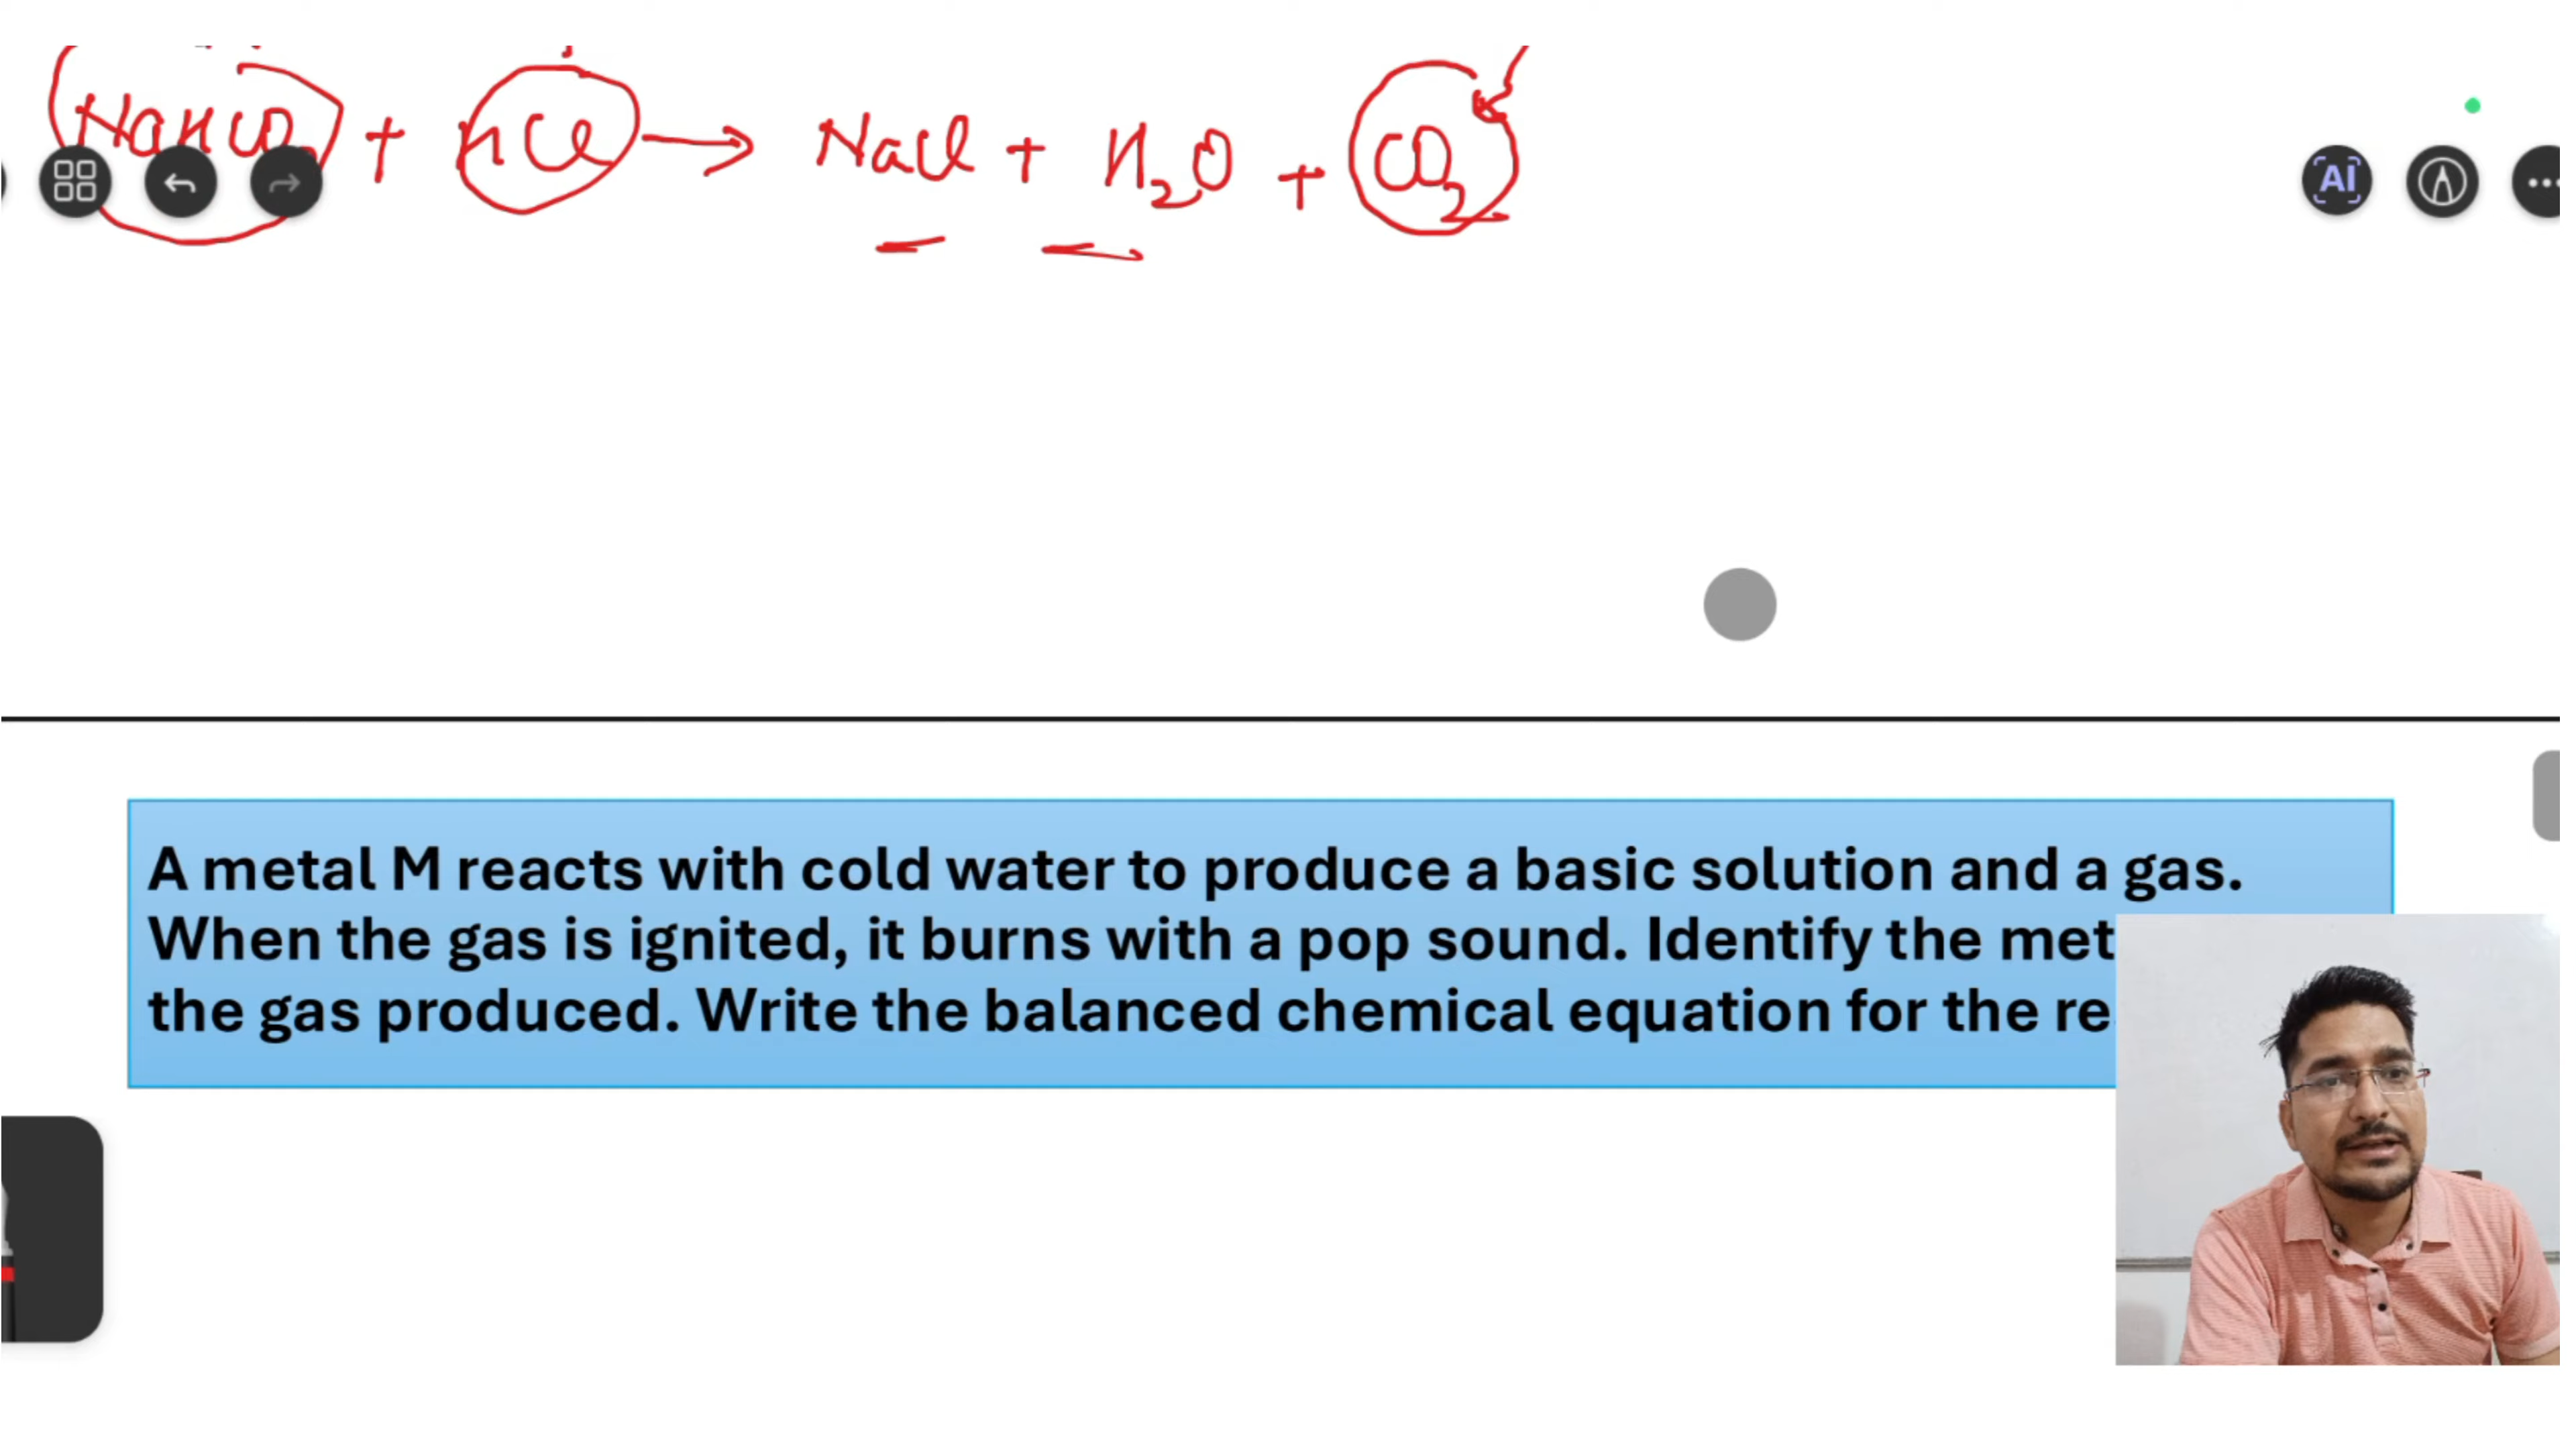 NaHCO₃ + HCl → NaCl + H₂O + CO₂
AI
A metal M reacts with cold water to produce a basic solution and a gas.
When the gas is ignited, it burns with a pop sound. Identify the
the gas produced. Write the balanced chemical equation for the